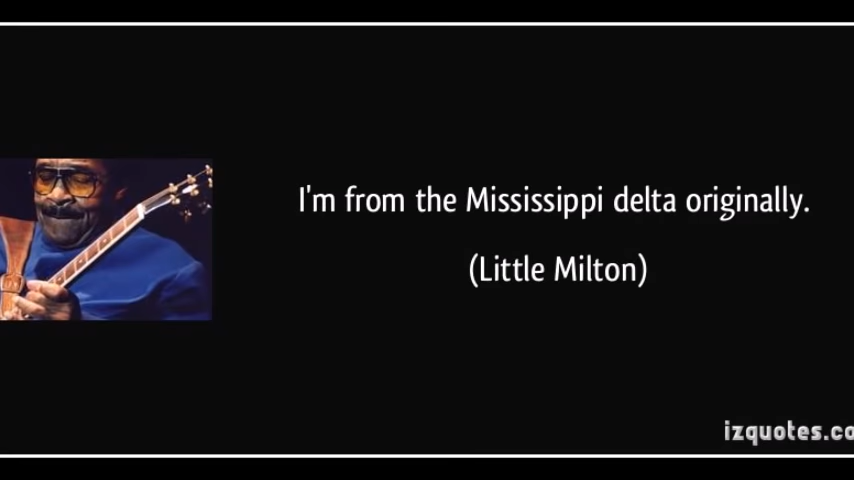 I'm from the Mississippi delta originally.
(Little Milton)
izquotes.co